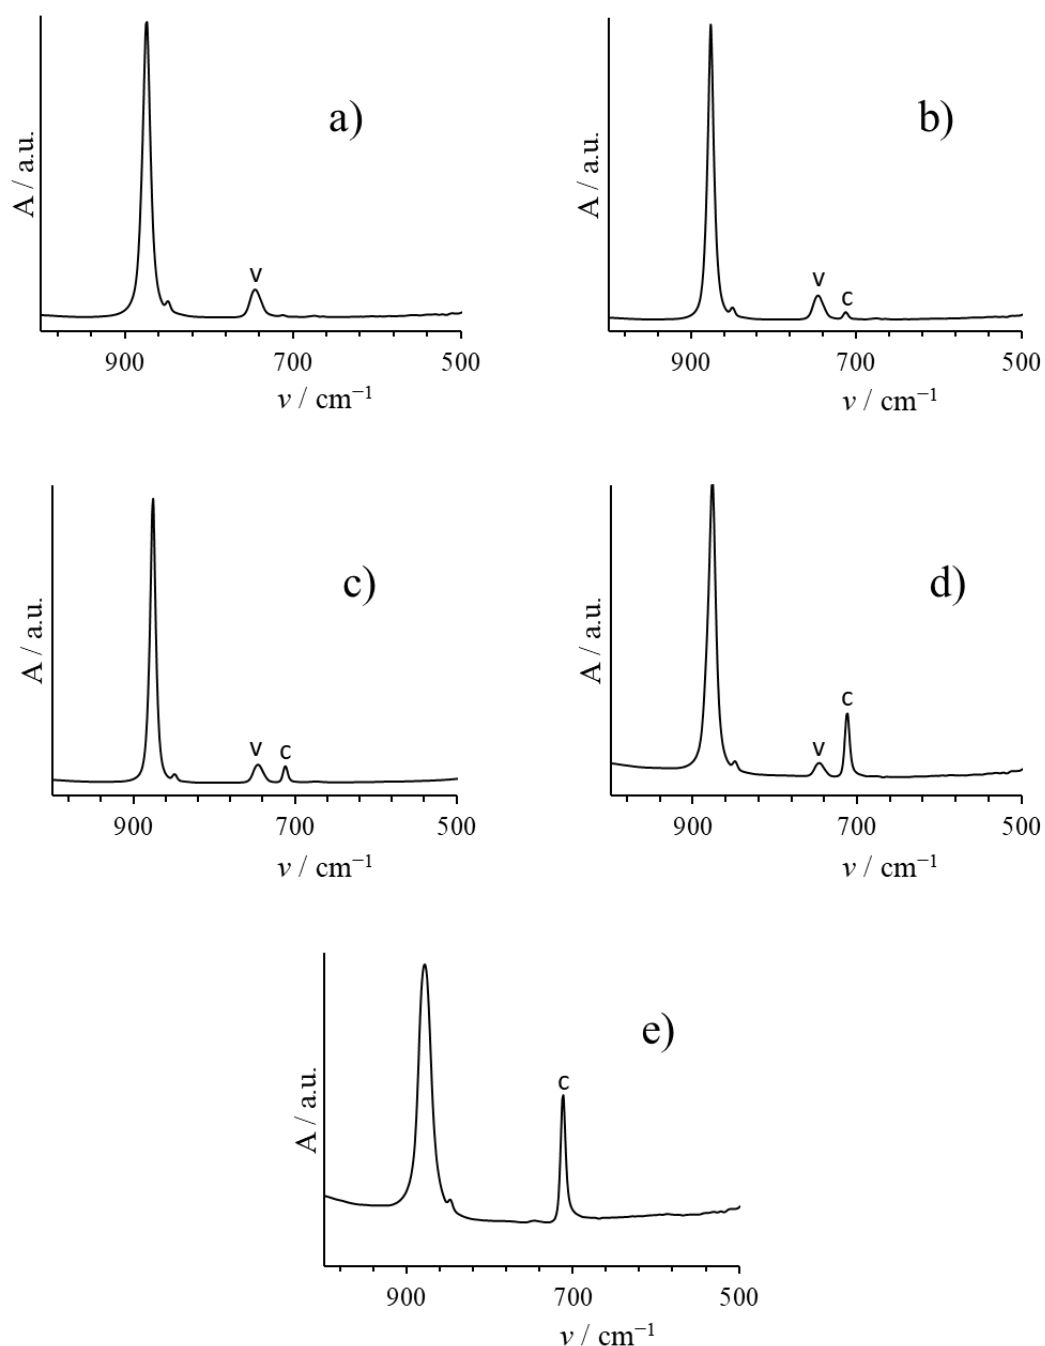 a)
A / a.u.
v
900 700 500
ν / cm⁻¹
b)
A / a.u.
v
c
900 700 500
ν / cm⁻¹
c)
A / a.u.
v c
900 700 500
ν / cm⁻¹
d)
A / a.u.
c
v
900 700 500
ν / cm⁻¹
e)
A / a.u.
c
900 700 500
ν / cm⁻¹